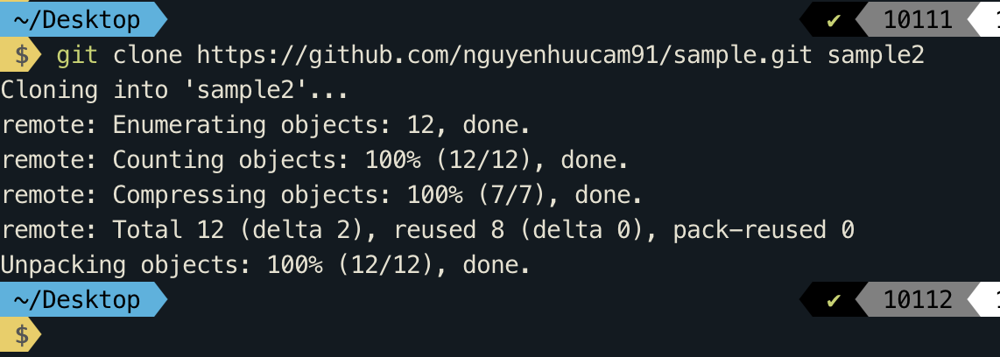 ~/Desktop ✔ 10111
$ git clone https://github.com/nguyenhuucam91/sample.git sample2
Cloning into 'sample2'...
remote: Enumerating objects: 12, done.
remote: Counting objects: 100% (12/12), done.
remote: Compressing objects: 100% (7/7), done.
remote: Total 12 (delta 2), reused 8 (delta 0), pack-reused 0
Unpacking objects: 100% (12/12), done.
~/Desktop ✔ 10112
$